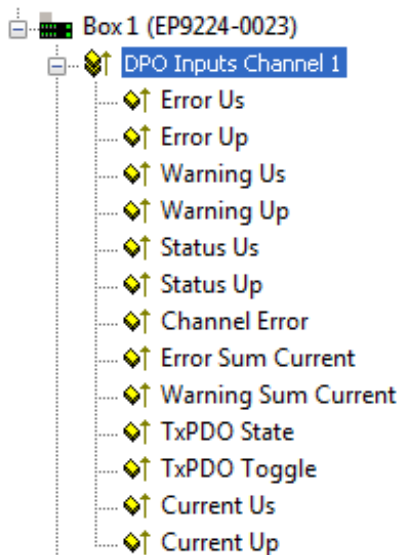 Box 1 (EP9224-0023)
DPO Inputs Channel 1
Error Us
Error Up
Warning Us
Warning Up
Status Us
Status Up
Channel Error
Error Sum Current
Warning Sum Current
TxPDO State
TxPDO Toggle
Current Us
Current Up